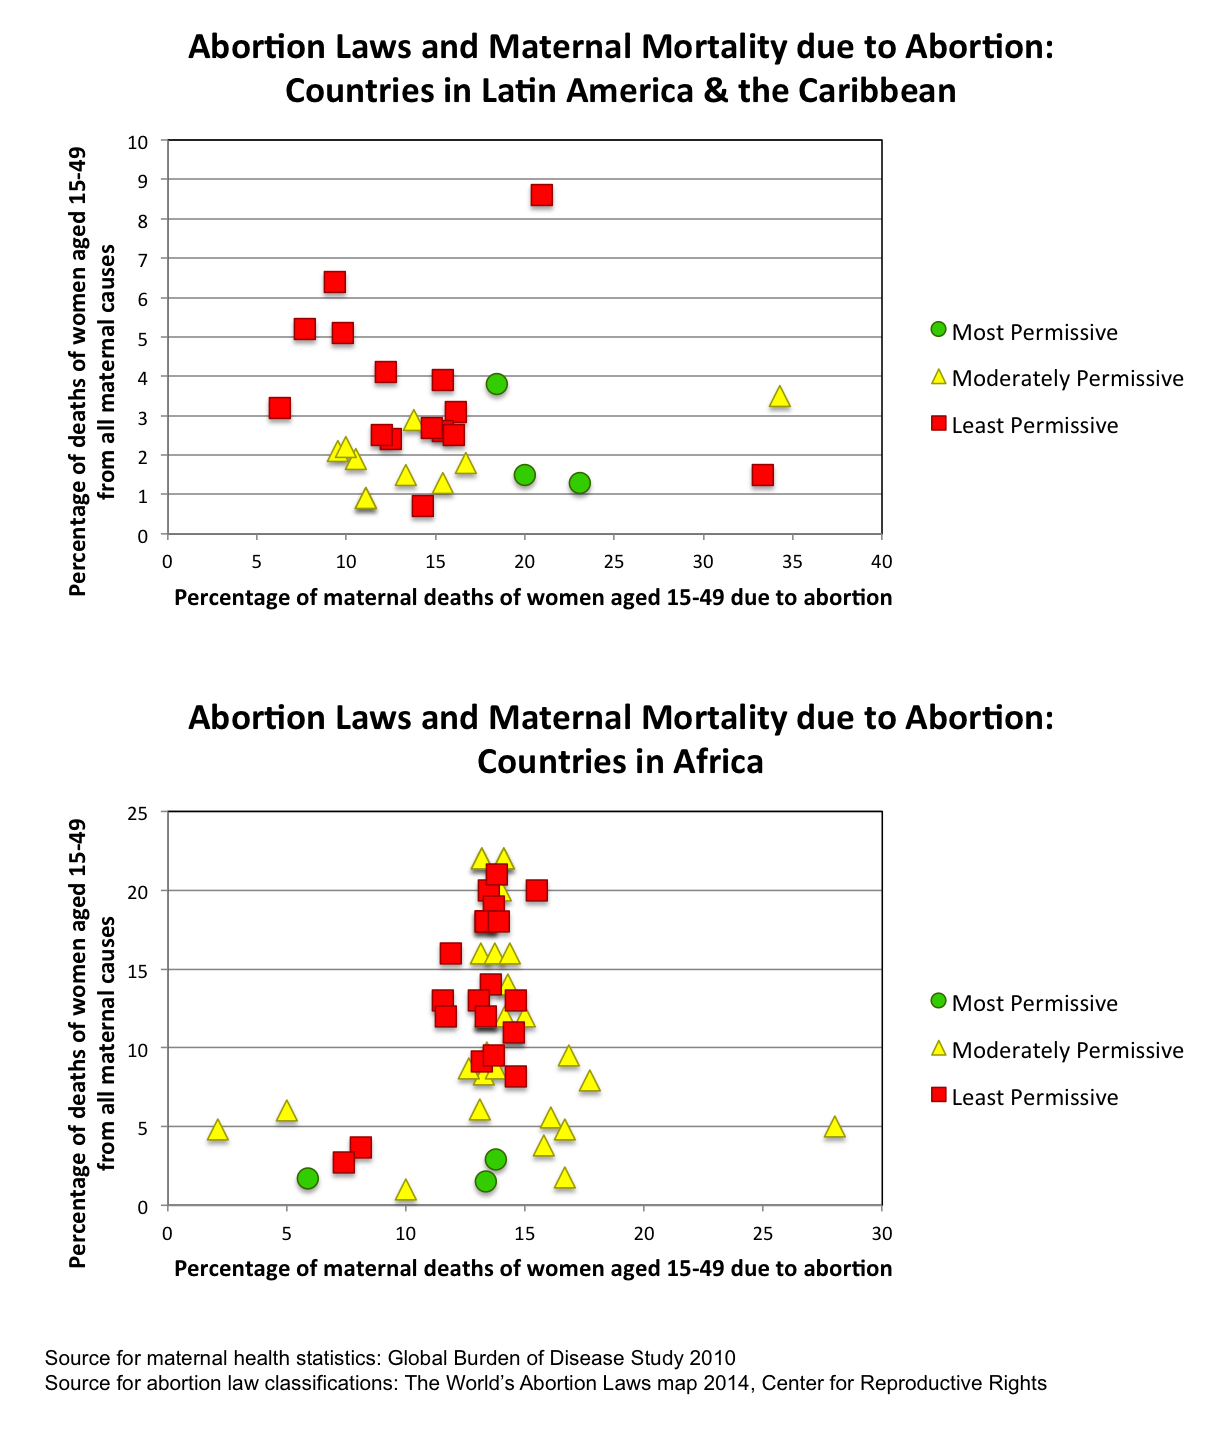 Abortion Laws and Maternal Mortality due to Abortion:
Countries in Latin America & the Caribbean
Percentage of deaths of women aged 15-49
from all maternal causes
10
9
8
7
6
5
4
3
2
1
0
0 5 10 15 20 25 30 35 40
Percentage of maternal deaths of women aged 15-49 due to abortion
Most Permissive
Moderately Permissive
Least Permissive
Abortion Laws and Maternal Mortality due to Abortion:
Countries in Africa
Percentage of deaths of women aged 15-49
from all maternal causes
25
20
15
10
5
0
0 5 10 15 20 25 30
Percentage of maternal deaths of women aged 15-49 due to abortion
Most Permissive
Moderately Permissive
Least Permissive
Source for maternal health statistics: Global Burden of Disease Study 2010
Source for abortion law classifications: The World’s Abortion Laws map 2014, Center for Reproductive Rights